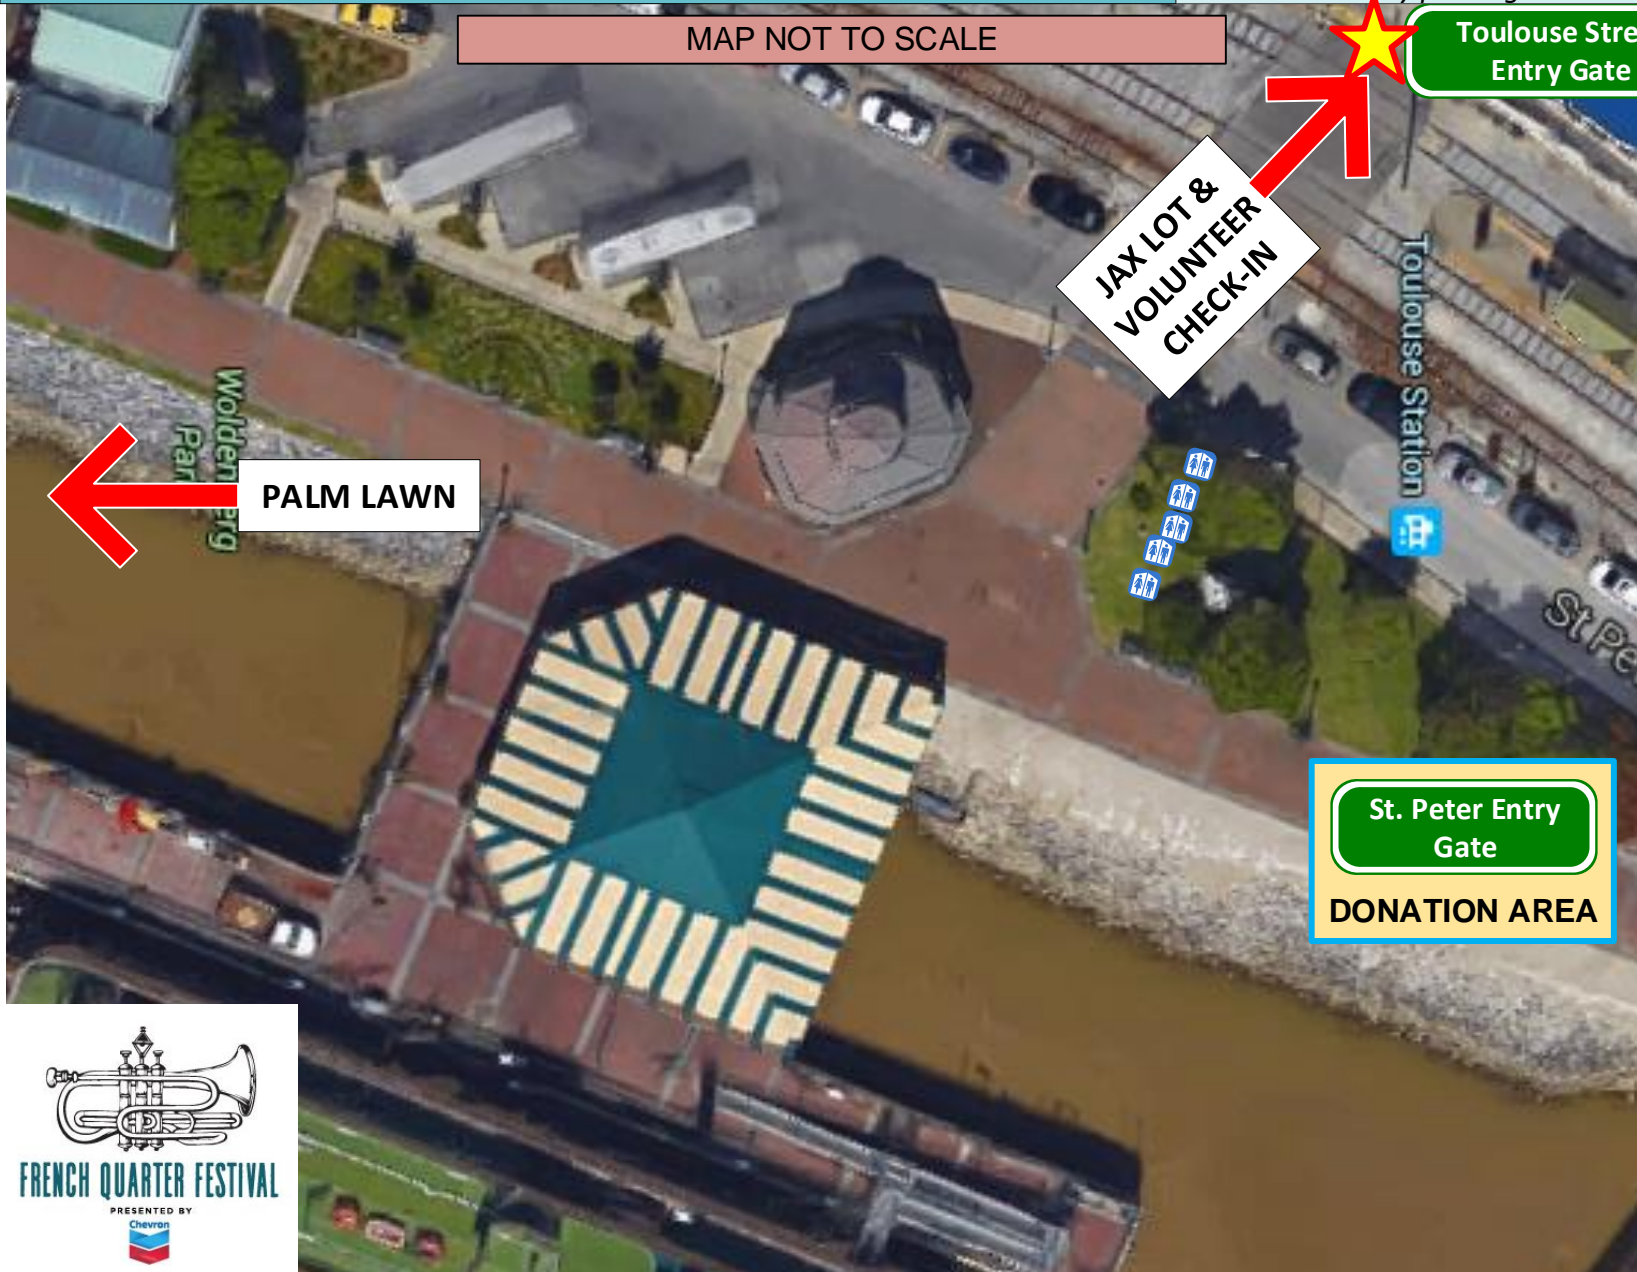 MAP NOT TO SCALE
Toulouse Stre
Entry Gate
JAX LOT &
VOLUNTEER
CHECK-IN
Toulouse Station
Woldenberg
Par
PALM LAWN
St Pe
St. Peter Entry
Gate
DONATION AREA
FRENCH QUARTER FESTIVAL
PRESENTED BY
Chevron